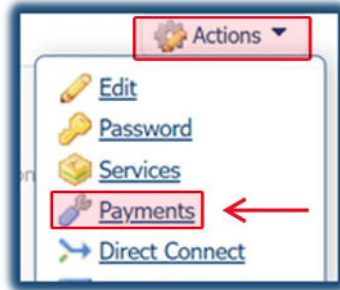 Actions
Edit
Password
Services
Payments
Direct Connect